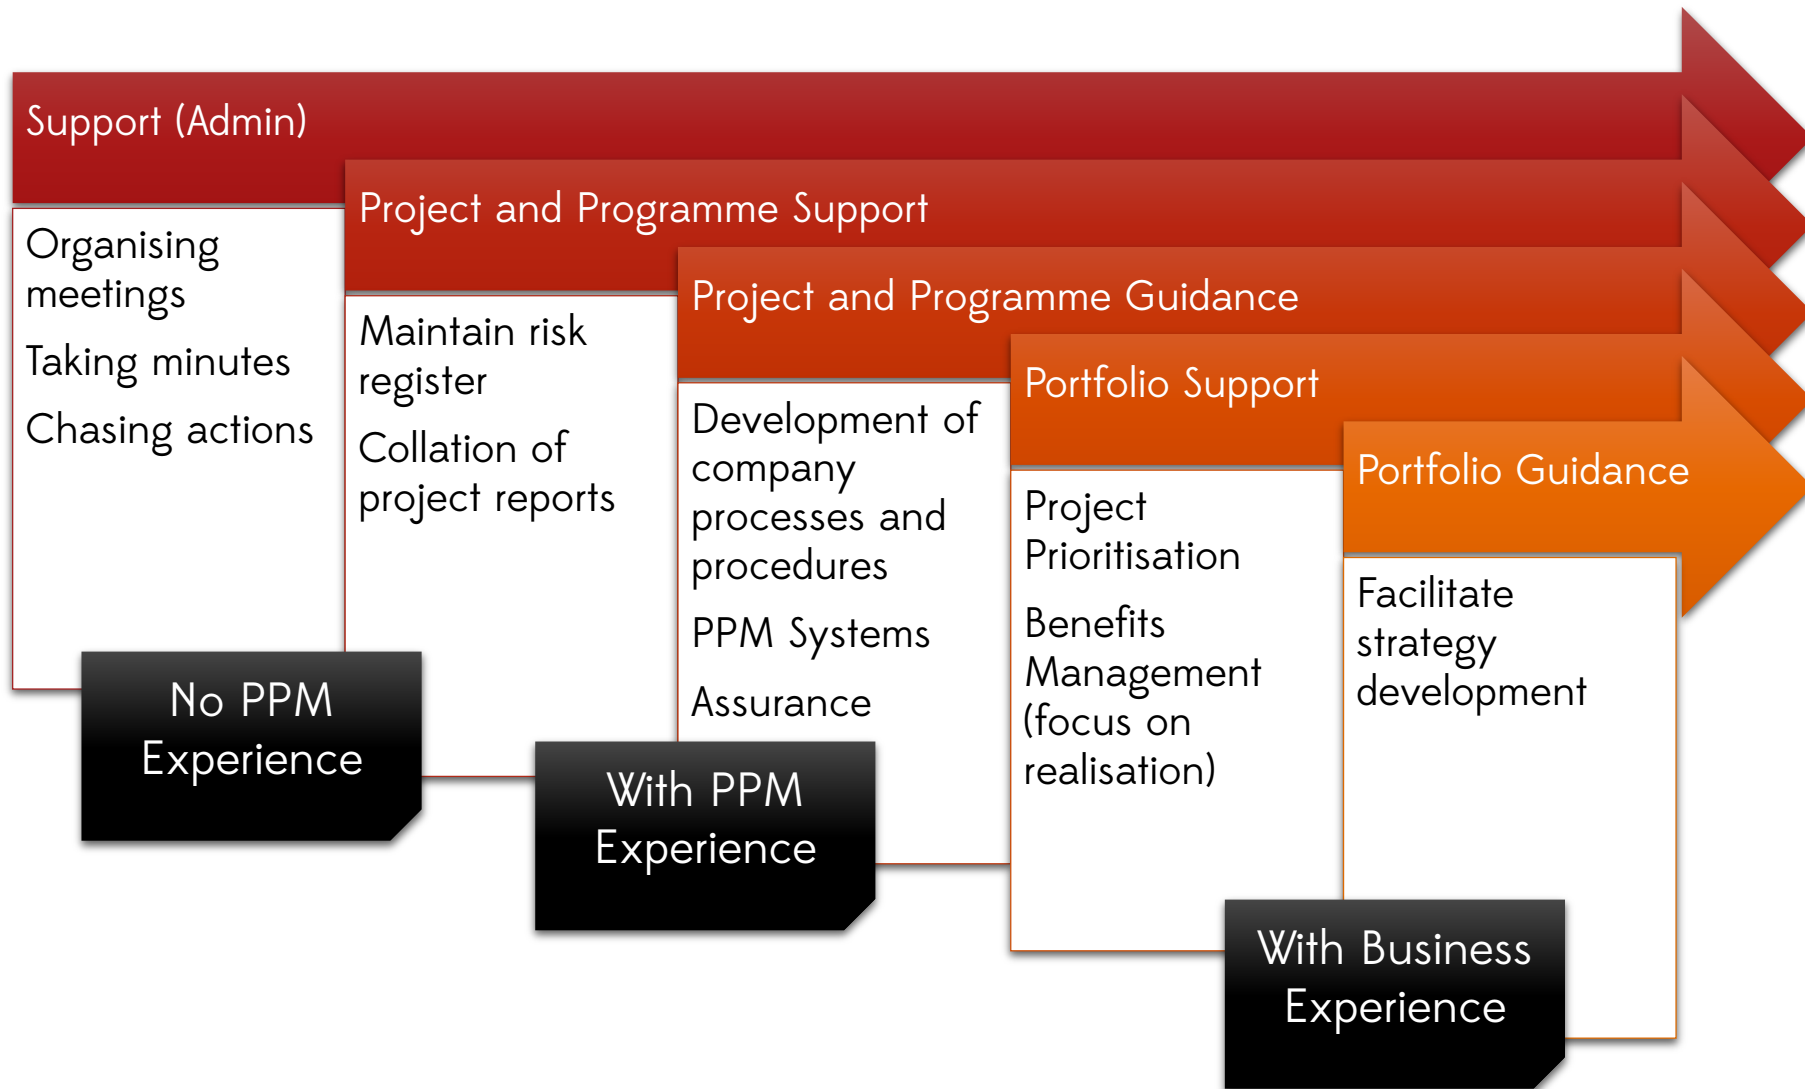 Support (Admin)
Organising
meetings
Taking minutes
Chasing actions
No PPM
Experience
Project and Programme Support
Maintain risk
register
Collation of
project reports
With PPM
Experience
Project and Programme Guidance
Development of
company
processes and
procedures
PPM Systems
Assurance
Portfolio Support
Project
Prioritisation
Benefits
Management
(focus on
realisation)
Portfolio Guidance
Facilitate
strategy
development
With Business
Experience